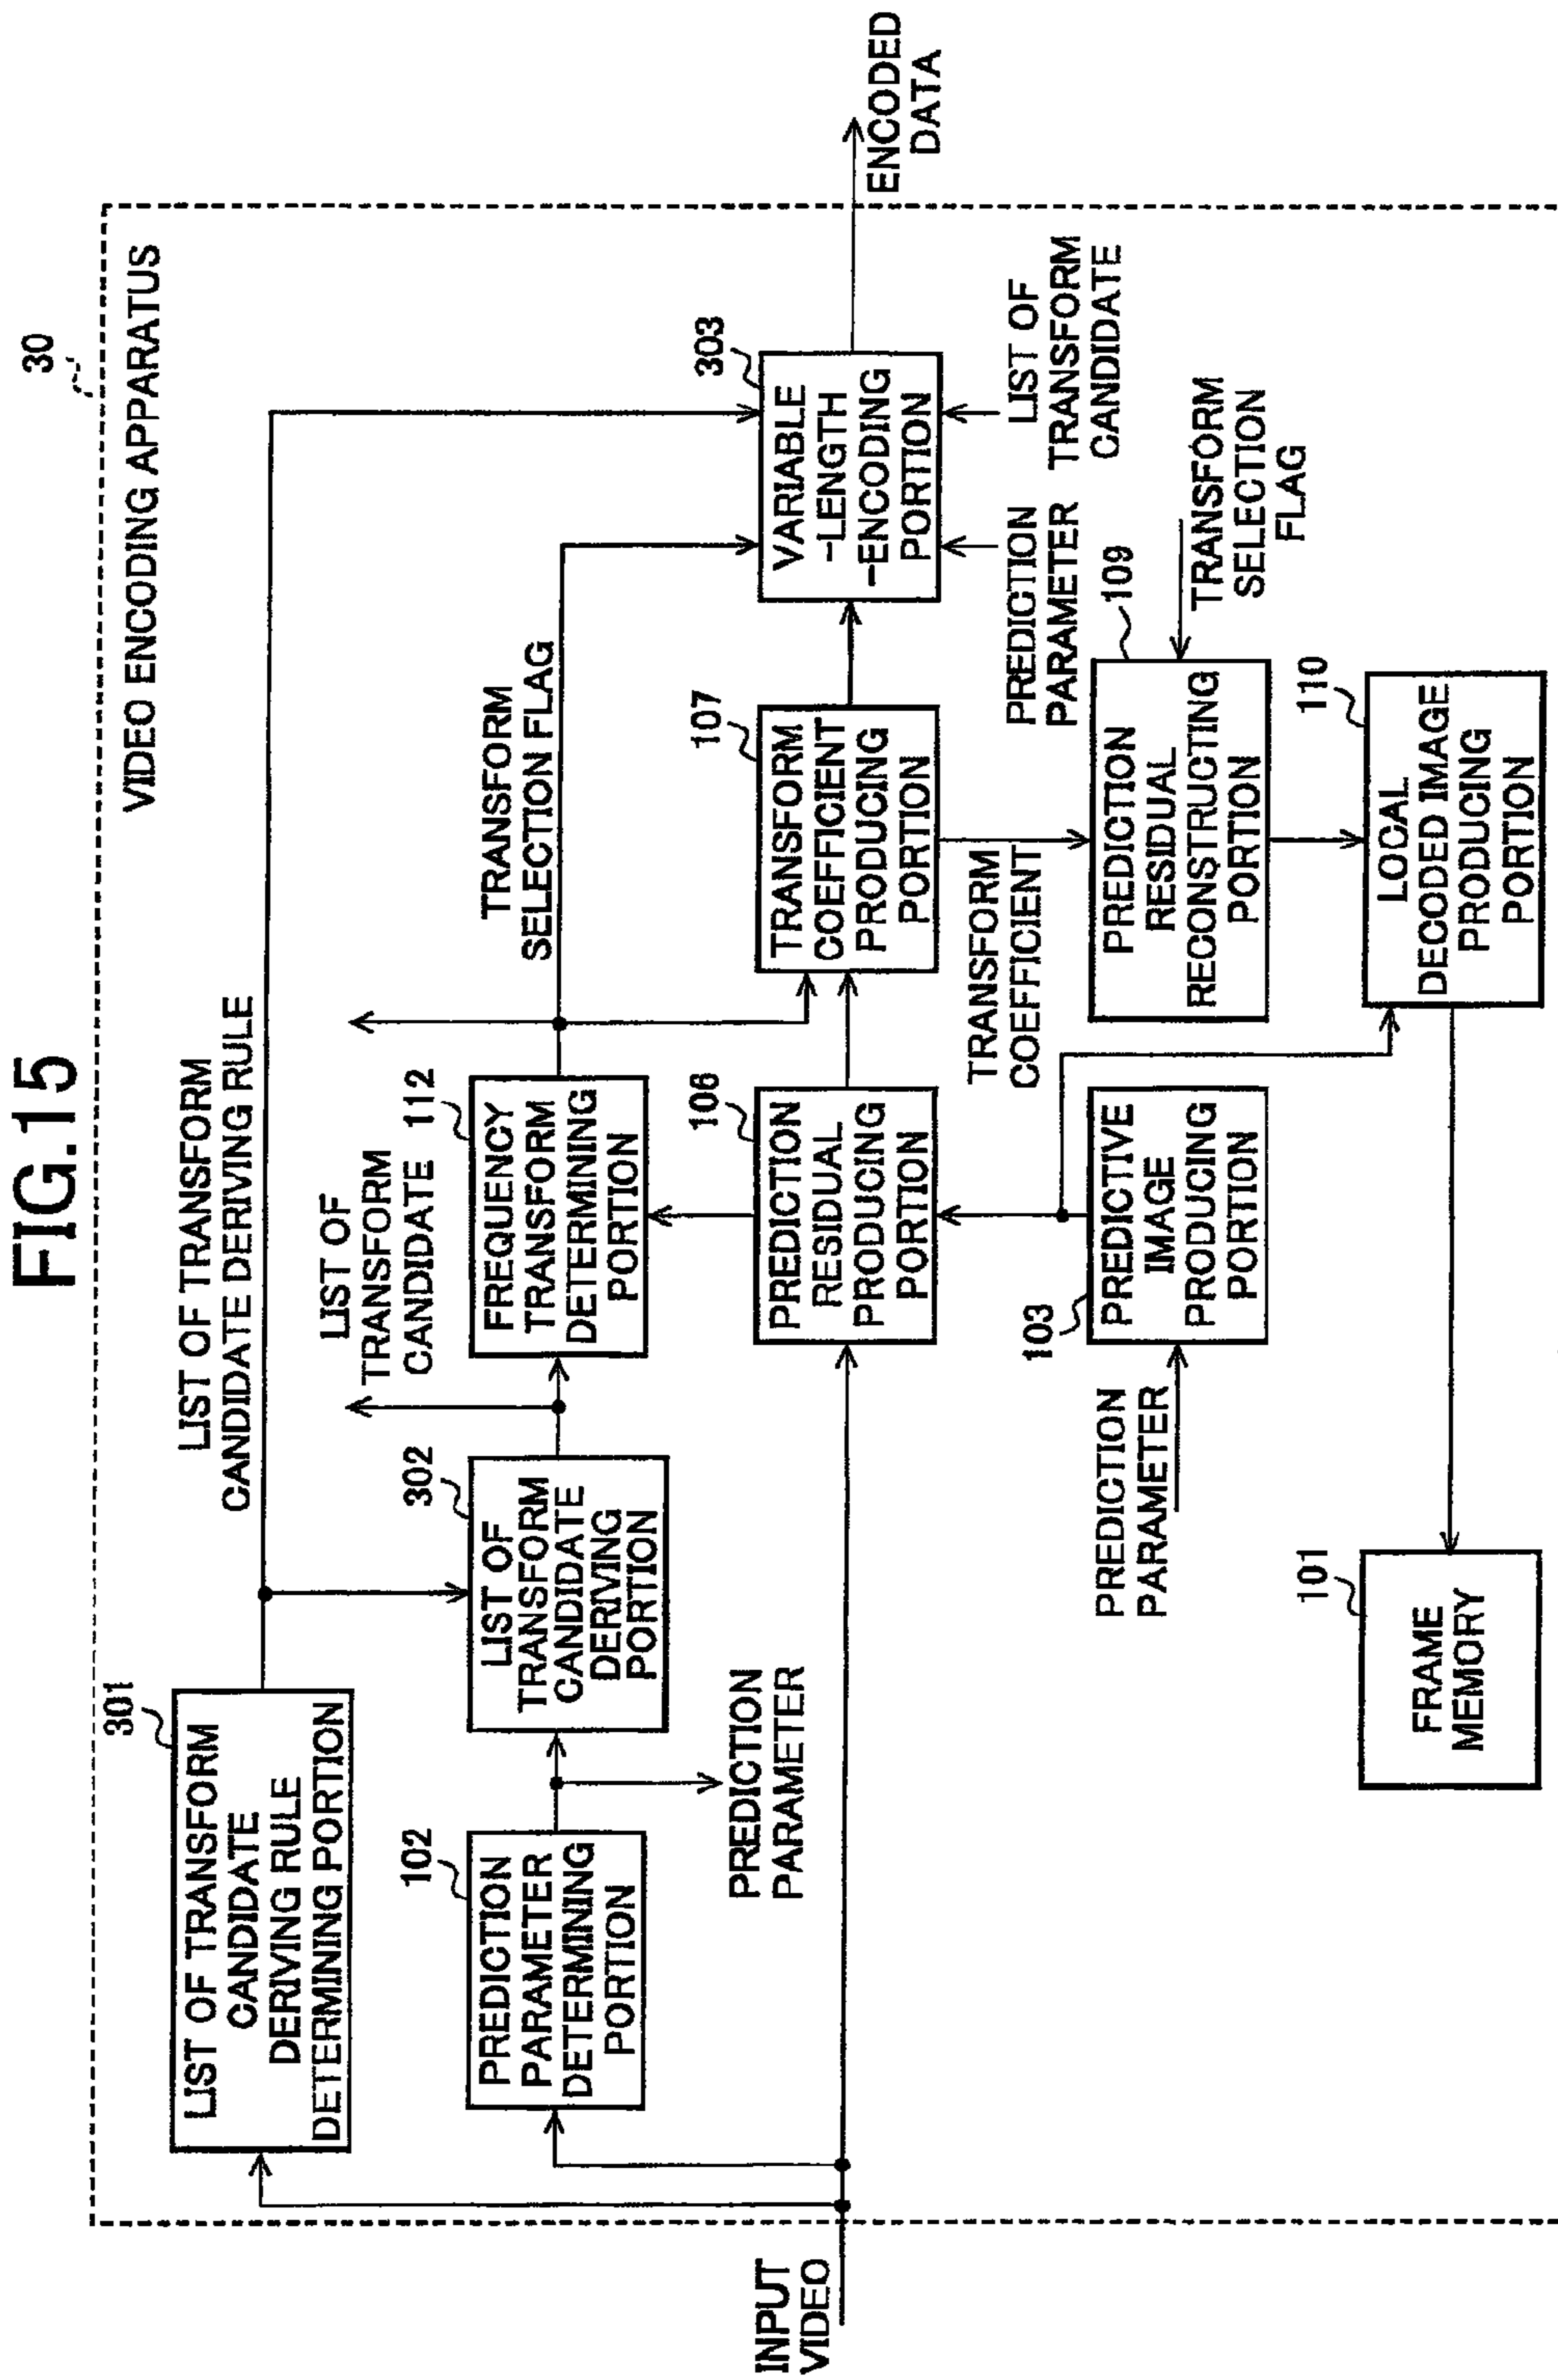 FIG.15
30
VIDEO ENCODING APPARATUS
LIST OF TRANSFORM
CANDIDATE DERIVING RULE
301
LIST OF TRANSFORM
CANDIDATE
DERIVING RULE
DETERMINING PORTION
LIST OF
TRANSFORM
CANDIDATE
TRANSFORM
SELECTION FLAG
102
PREDICTION
PARAMETER
DETERMINING
PORTION
302
LIST OF
TRANSFORM
CANDIDATE
DERIVING
PORTION
112
FREQUENCY
TRANSFORM
DETERMINING
PORTION
PREDICTION
PARAMETER
INPUT
VIDEO
106
PREDICTION
RESIDUAL
PRODUCING
PORTION
107
TRANSFORM
COEFFICIENT
PRODUCING
PORTION
303
VARIABLE
-LENGTH
-ENCODING
PORTION
ENCODED
DATA
TRANSFORM
COEFFICIENT
PREDICTION
PARAMETER
LIST OF
TRANSFORM
CANDIDATE
PREDICTION
PARAMETER
103
PREDICTIVE
IMAGE
PRODUCING
PORTION
109
PREDICTION
RESIDUAL
RECONSTRUCTING
PORTION
TRANSFORM
SELECTION
FLAG
101
FRAME
MEMORY
110
LOCAL
DECODED IMAGE
PRODUCING
PORTION